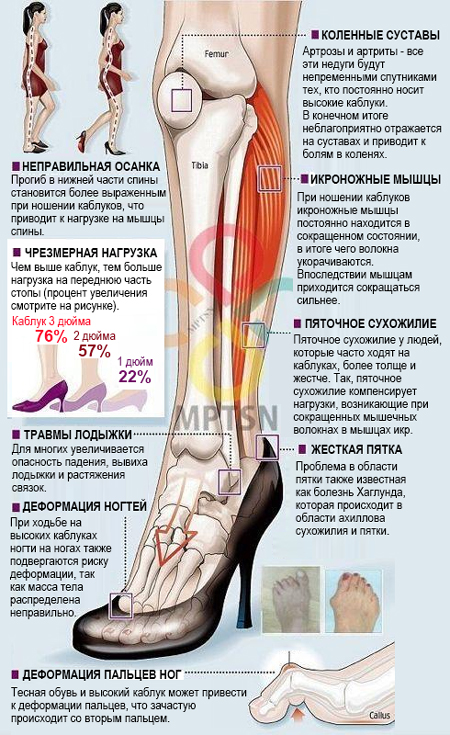 КОЛЕННЫЕ СУСТАВЫ
Артрозы и артриты - все
эти недуги будут
непременными спутниками
тех, кто постоянно носит
высокие каблуки.
В конечном итоге
неблагоприятно отражается
на суставах и приводит к
болям в коленях.
Femur
Tibia
НЕПРАВИЛЬНАЯ ОСАНКА
Прогиб в нижней части спины
становится более выраженным
при ношении каблуков, что
приводит к нагрузке на мышцы
спины.
ИКРОНОЖНЫЕ МЫШЦЫ
При ношении каблуков
икроножные мышцы
постоянно находится в
сокращенном состоянии,
в итоге чего волокна
укорачиваются.
Впоследствии мышцам
приходится сокращаться
сильнее.
ЧРЕЗМЕРНАЯ НАГРУЗКА
Чем выше каблук, тем больше
нагрузка на переднюю часть
стопы (процент увеличения
смотрите на рисунке).
Каблук 3 дюйма
76%
2 дюйма
57%
1 дюйм
22%
ПЯТОЧНОЕ СУХОЖИЛИЕ
Пяточное сухожилие у людей,
которые часто ходят на
каблуках, более толще и
жестче. Так, пяточное
сухожилие компенсирует
нагрузки, возникающие при
сокращенных мышечных
волокнах в мышцах икр.
MPTSN
MPTSN
ТРАВМЫ ЛОДЫЖКИ
Для многих увеличивается
опасность падения, вывиха
лодыжки и растяжения
связок.
ЖЕСТКАЯ ПЯТКА
Проблема в области
пятки также известная
как болезнь Хаглунда,
которая происходит в
области ахиллова
сухожилия и пятки.
ДЕФОРМАЦИЯ НОГТЕЙ
При ходьбе на
высоких каблуках
ногти на ногах также
подвергаются риску
деформации, так
как масса тела
распределена
неправильно.
ДЕФОРМАЦИЯ ПАЛЬЦЕВ НОГ
Тесная обувь и высокий каблук может привести
к деформации пальцев, что зачастую
происходит со вторым пальцем.
Callus